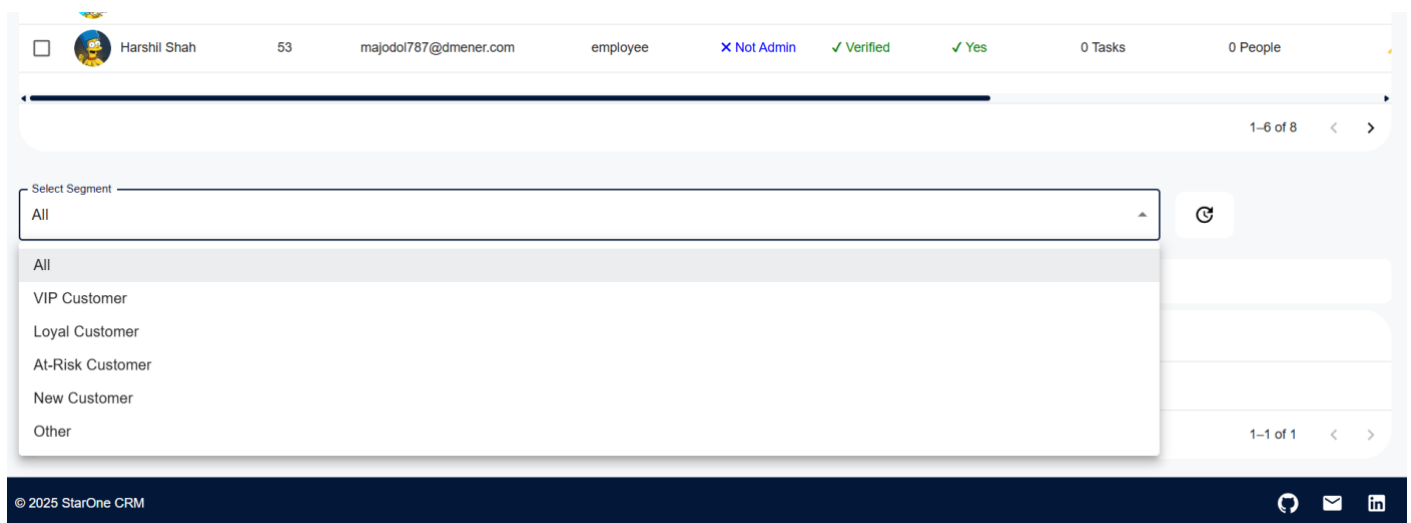 Harshil Shah 53 majodol787@dmener.com employee ✕ Not Admin ✓ Verified ✓ Yes 0 Tasks 0 People
1–6 of 8
Select Segment
All
All
VIP Customer
Loyal Customer
At-Risk Customer
New Customer
Other
1–1 of 1
© 2025 StarOne CRM